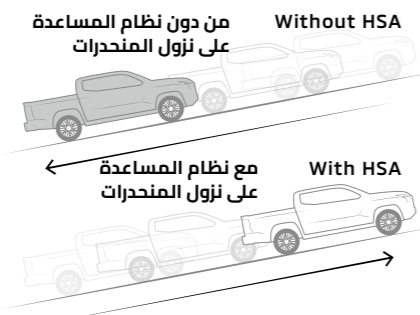 من دون نظام المساعدة
على نزول المنحدرات
Without HSA
مع نظام المساعدة
على نزول المنحدرات
With HSA